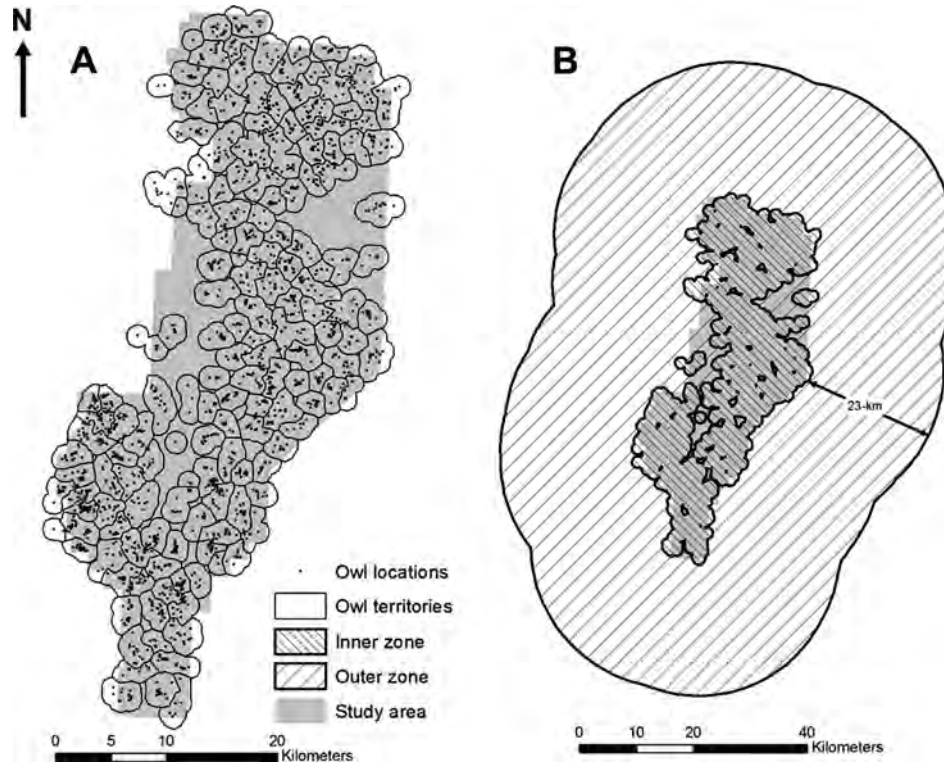 N
A
B
23-km
Owl locations
Owl territories
Inner zone
Outer zone
Study area
0 5 10 20
Kilometers
0 10 20 40
Kilometers